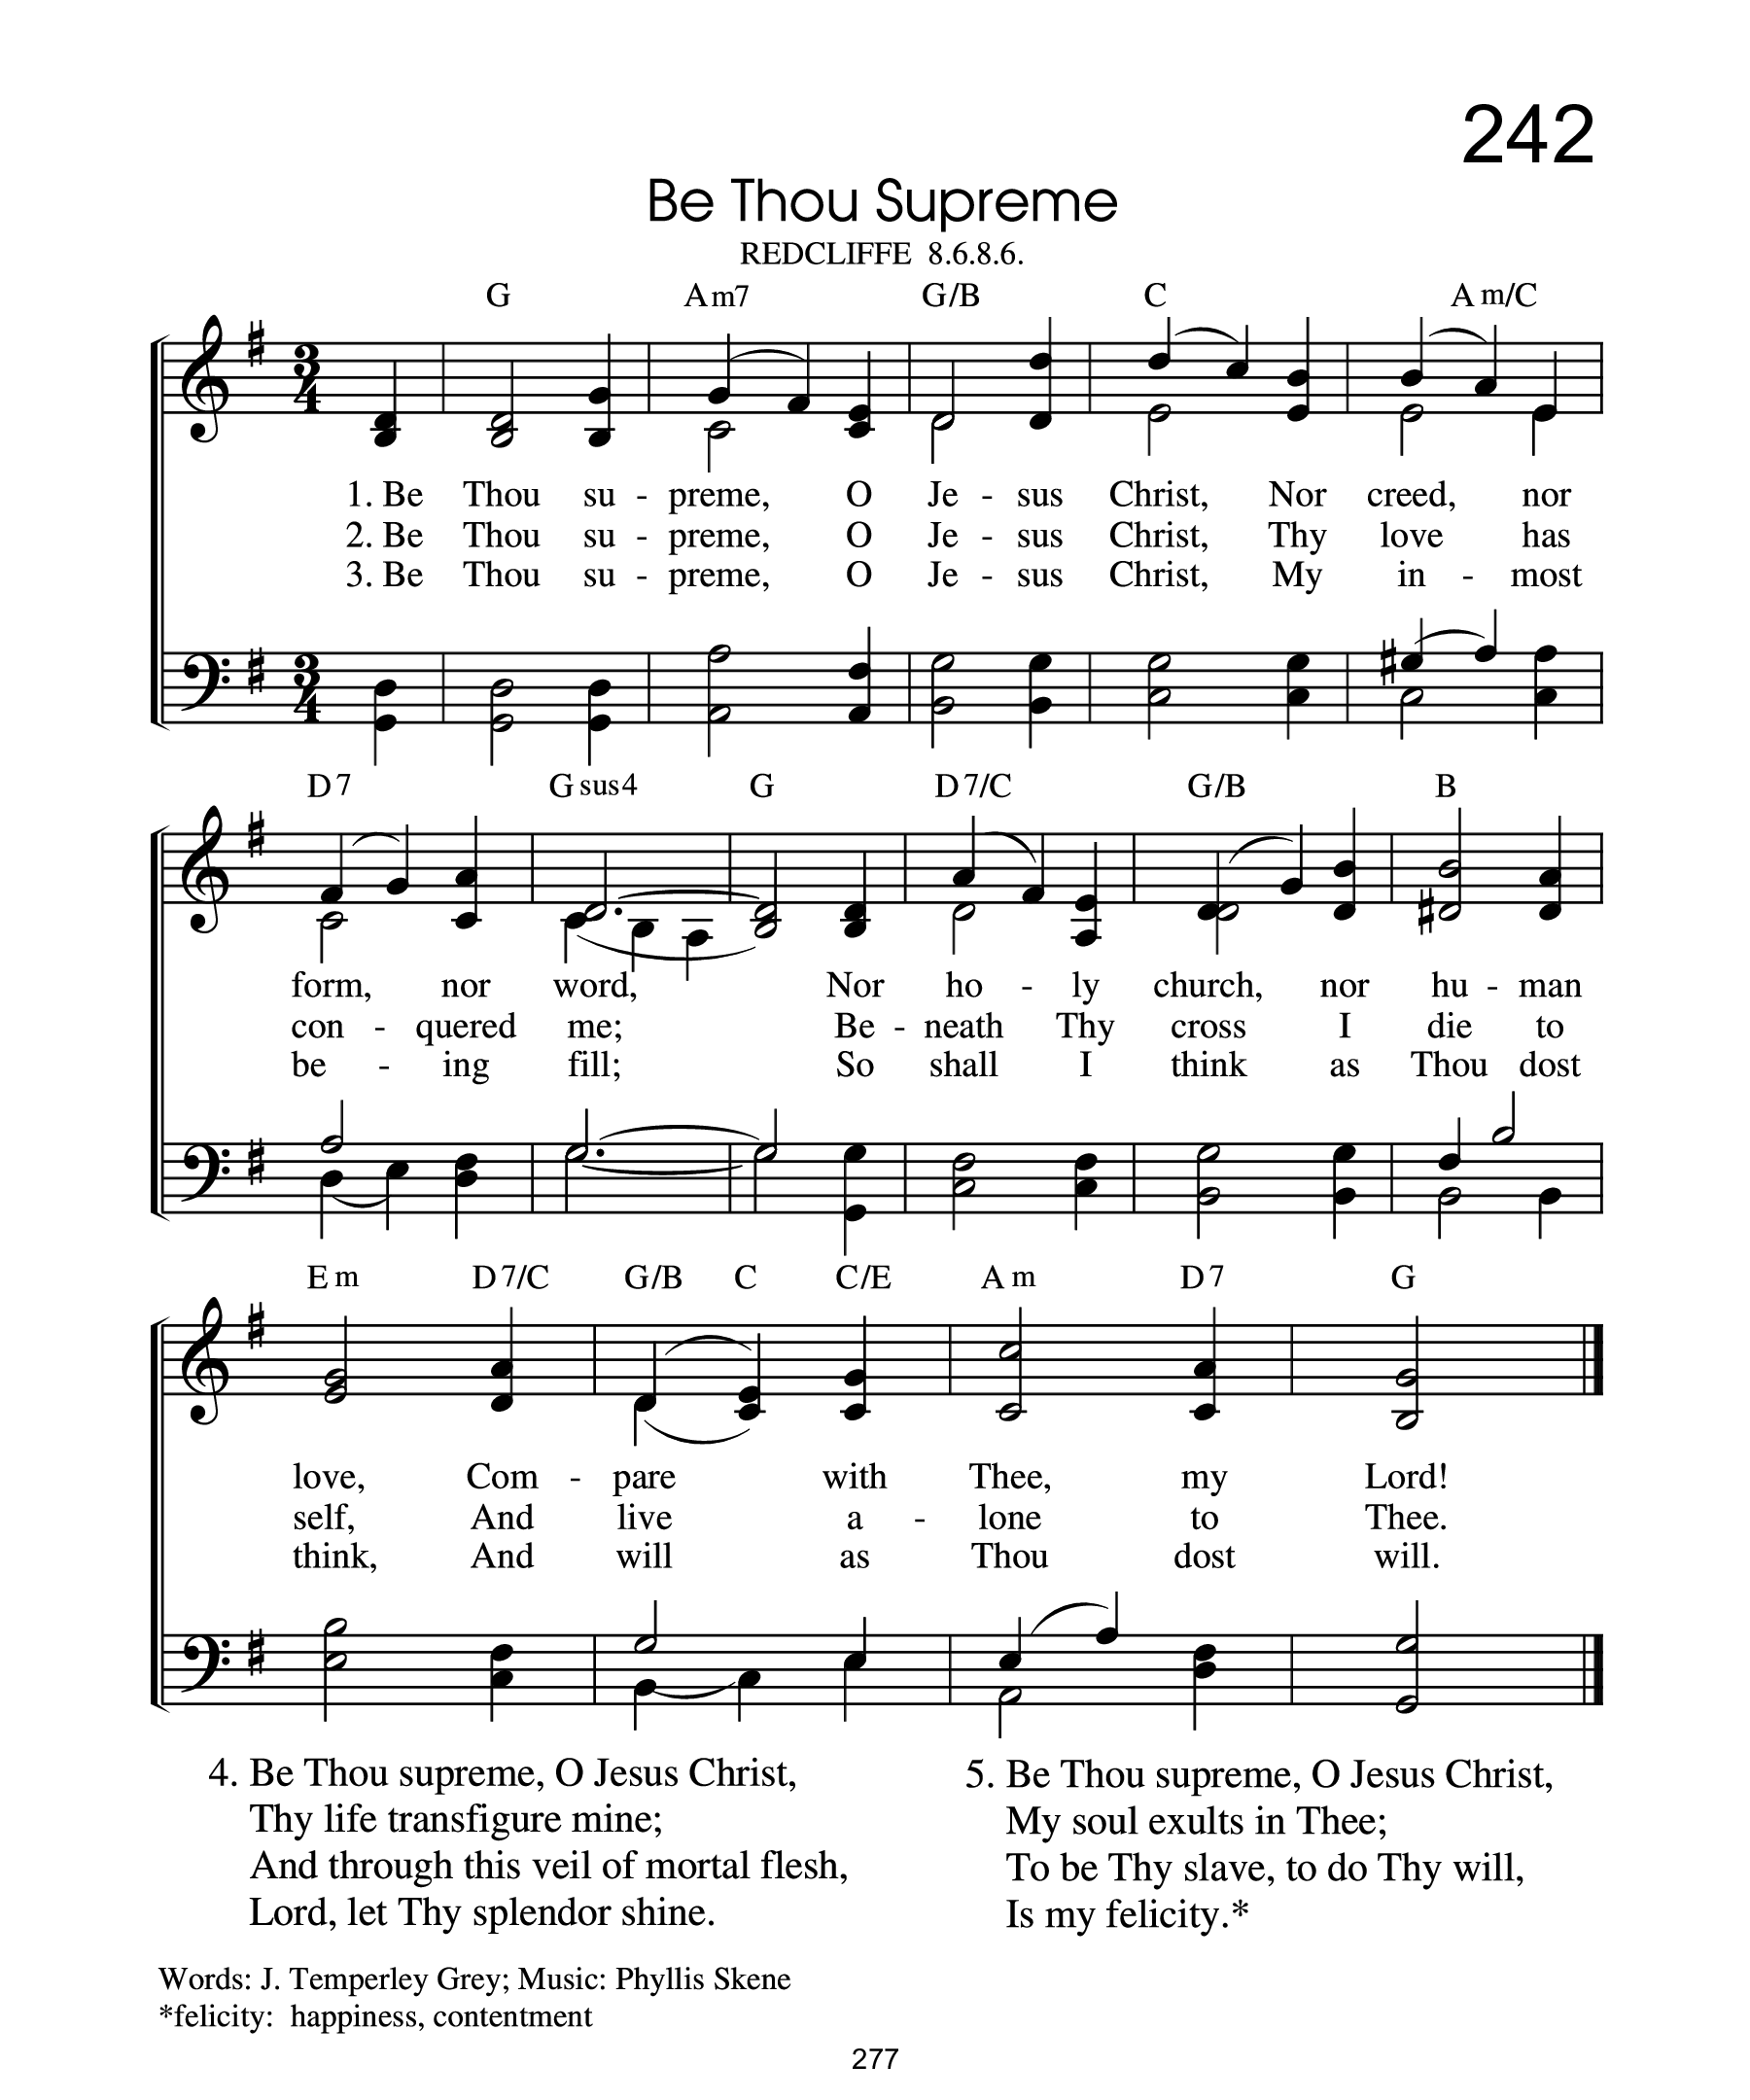 242
Be Thou Supreme
REDCLIFFE 8.6.8.6.
G Am7 G/B C Am/C
3 4
1. Be Thou su - preme, O Je - sus Christ, Nor creed, nor
2. Be Thou su - preme, O Je - sus Christ, Thy love has
3. Be Thou su - preme, O Je - sus Christ, My in - most
3 4
D7 Gsus4 G D7/C G/B B
form, nor word, Nor ho - ly church, nor hu - man
con - quered me; Be - neath Thy cross I die to
be - ing fill; So shall I think as Thou dost
Em D7/C G/B C C/E Am D7 G
love, Com - pare with Thee, my Lord!
self, And live a - lone to Thee.
think, And will as Thou dost will.
4. Be Thou supreme, O Jesus Christ,
Thy life transfigure mine;
And through this veil of mortal flesh,
Lord, let Thy splendor shine.
5. Be Thou supreme, O Jesus Christ,
My soul exults in Thee;
To be Thy slave, to do Thy will,
Is my felicity.*
Words: J. Temperley Grey; Music: Phyllis Skene
*felicity: happiness, contentment
277